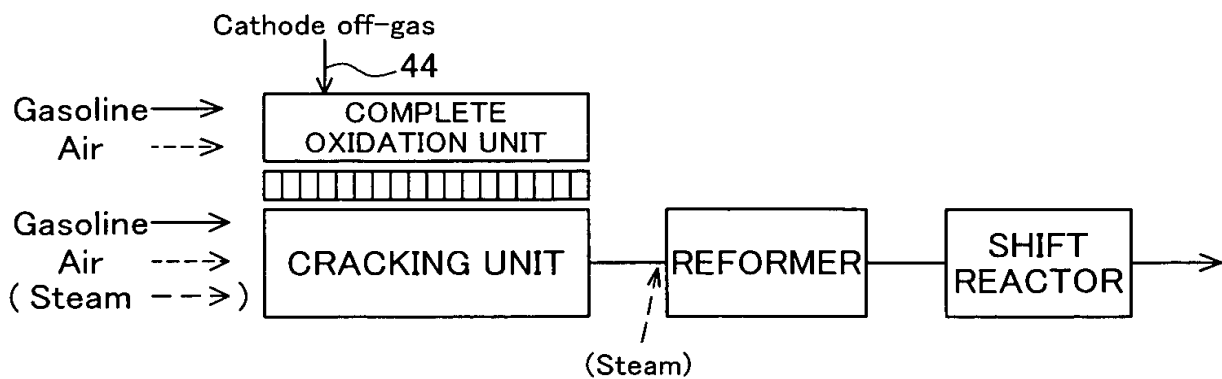 Cathode off-gas
44
Gasoline
Air
COMPLETE
OXIDATION UNIT
Gasoline
Air
( Steam )
CRACKING UNIT
REFORMER
SHIFT
REACTOR
(Steam)